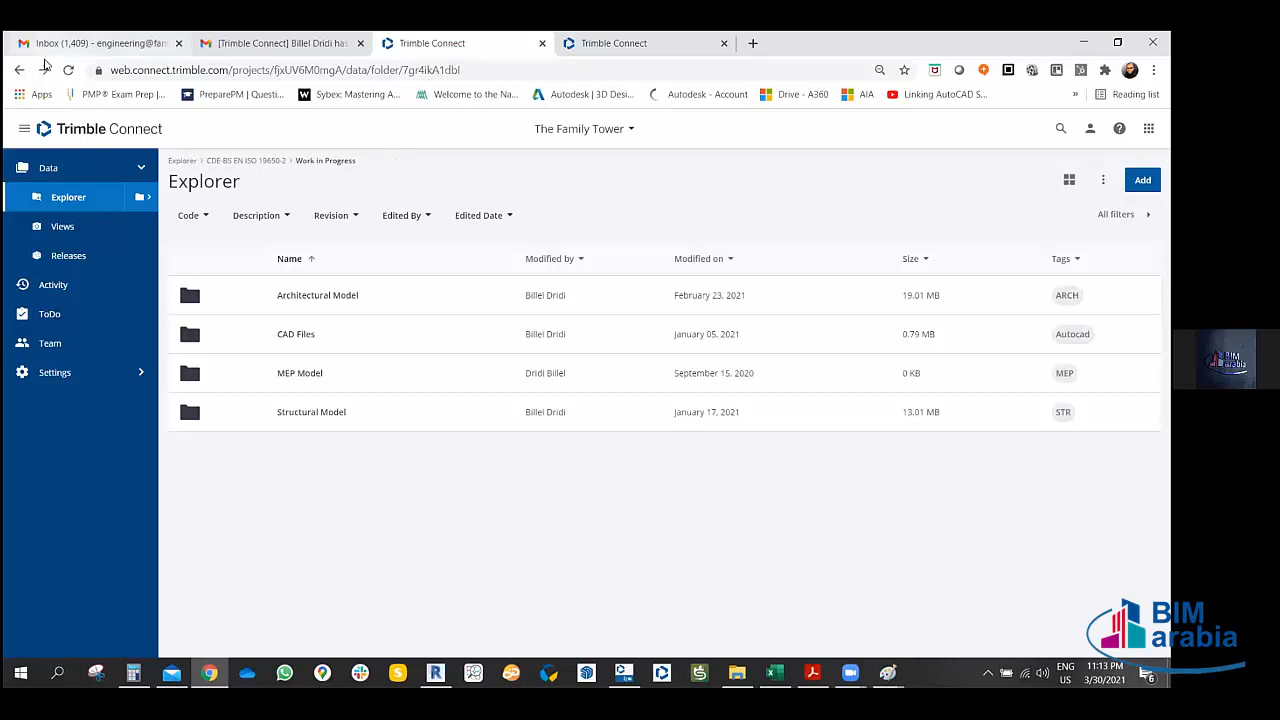 Inbox (1,409) - engineering@fam
[Trimble Connect] Billel Dridi has
Trimble Connect
Trimble Connect
web.connect.trimble.com/projects/fjxUV6M0mgA/data/folder/7gr4ikA1dbI
Apps
PMP® Exam Prep |...
PreparePM | Questi...
Sybex: Mastering A...
Welcome to the Na...
Autodesk | 3D Desi...
Autodesk - Account
Drive - A360
AIA
Linking AutoCAD S...
»
Reading list
Trimble Connect
The Family Tower
Data
Explorer
Views
Releases
Activity
ToDo
Team
Settings
Explorer > CDE-BS EN ISO 19650-2 > Work in Progress
Explorer
Add
Code Description Revision Edited By Edited Date
All filters
Name Modified by Modified on Size Tags
Architectural Model Billel Dridi February 23, 2021 19.01 MB ARCH
CAD Files Billel Dridi January 05, 2021 0.79 MB Autocad
MEP Model Dridi Billel September 15, 2020 0 KB MEP
Structural Model Billel Dridi January 17, 2021 13.01 MB STR
BIM
arabia
BIM
arabia
ENG
US
11:13 PM
3/30/2021
6